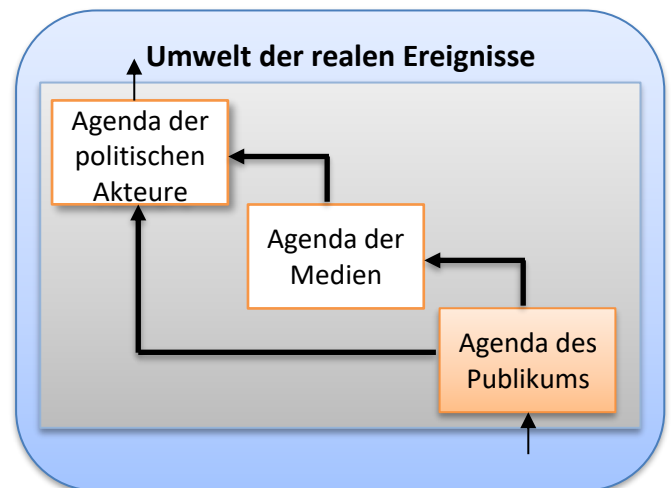 Umwelt der realen Ereignisse
Agenda der
politischen
Akteure
Agenda der
Medien
Agenda des
Publikums